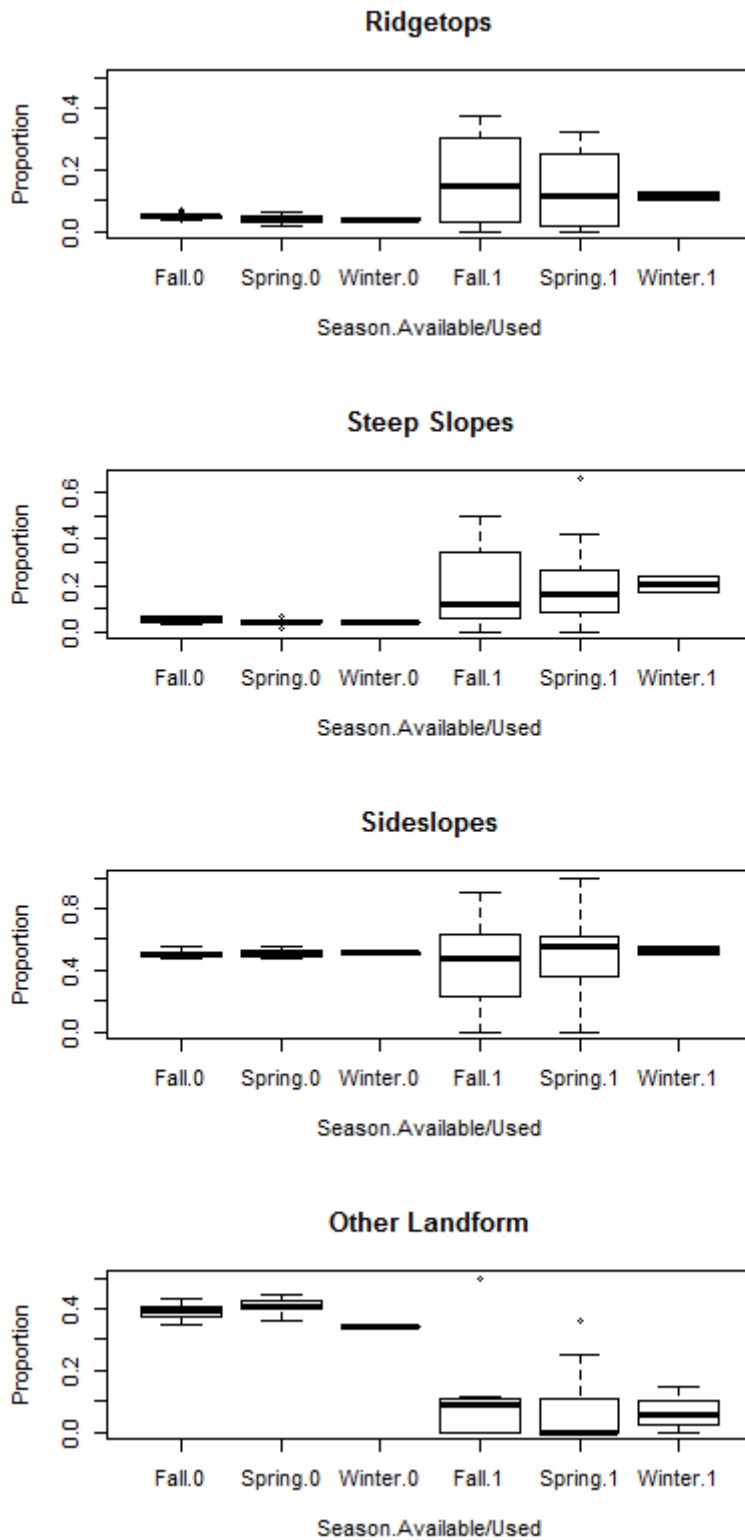 Ridgetops
Proportion
0.4
0.2
0.0
Fall.0 Spring.0 Winter.0 Fall.1 Spring.1 Winter.1
Season.Available/Used
Steep Slopes
Proportion
0.6
0.4
0.2
0.0
Fall.0 Spring.0 Winter.0 Fall.1 Spring.1 Winter.1
Season.Available/Used
Sideslopes
Proportion
0.8
0.4
0.0
Fall.0 Spring.0 Winter.0 Fall.1 Spring.1 Winter.1
Season.Available/Used
Other Landform
Proportion
0.4
0.2
0.0
Fall.0 Spring.0 Winter.0 Fall.1 Spring.1 Winter.1
Season.Available/Used